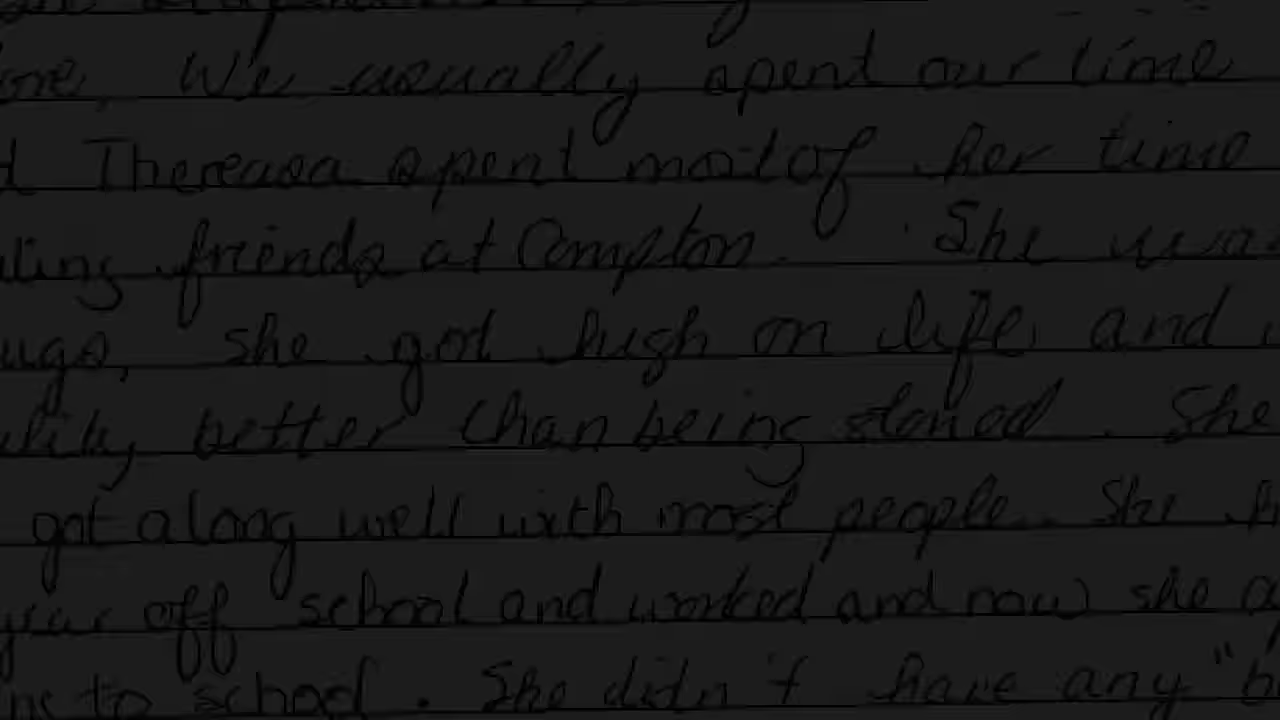 We usually spent our time
Thereasa spent most of her time
friends at Compton. She was
she got high on life and
better than being stoned. She
got along well with most people. She
year off school and worked and now she
to school. She didn't have any "b